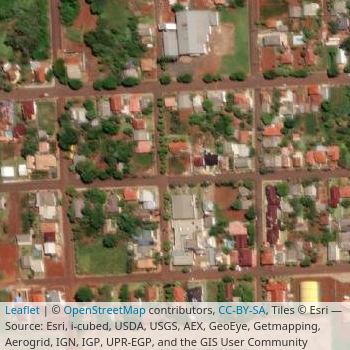 Leaflet | © OpenStreetMap contributors, CC-BY-SA, Tiles © Esri —
Source: Esri, i-cubed, USDA, USGS, AEX, GeoEye, Getmapping,
Aerogrid, IGN, IGP, UPR-EGP, and the GIS User Community